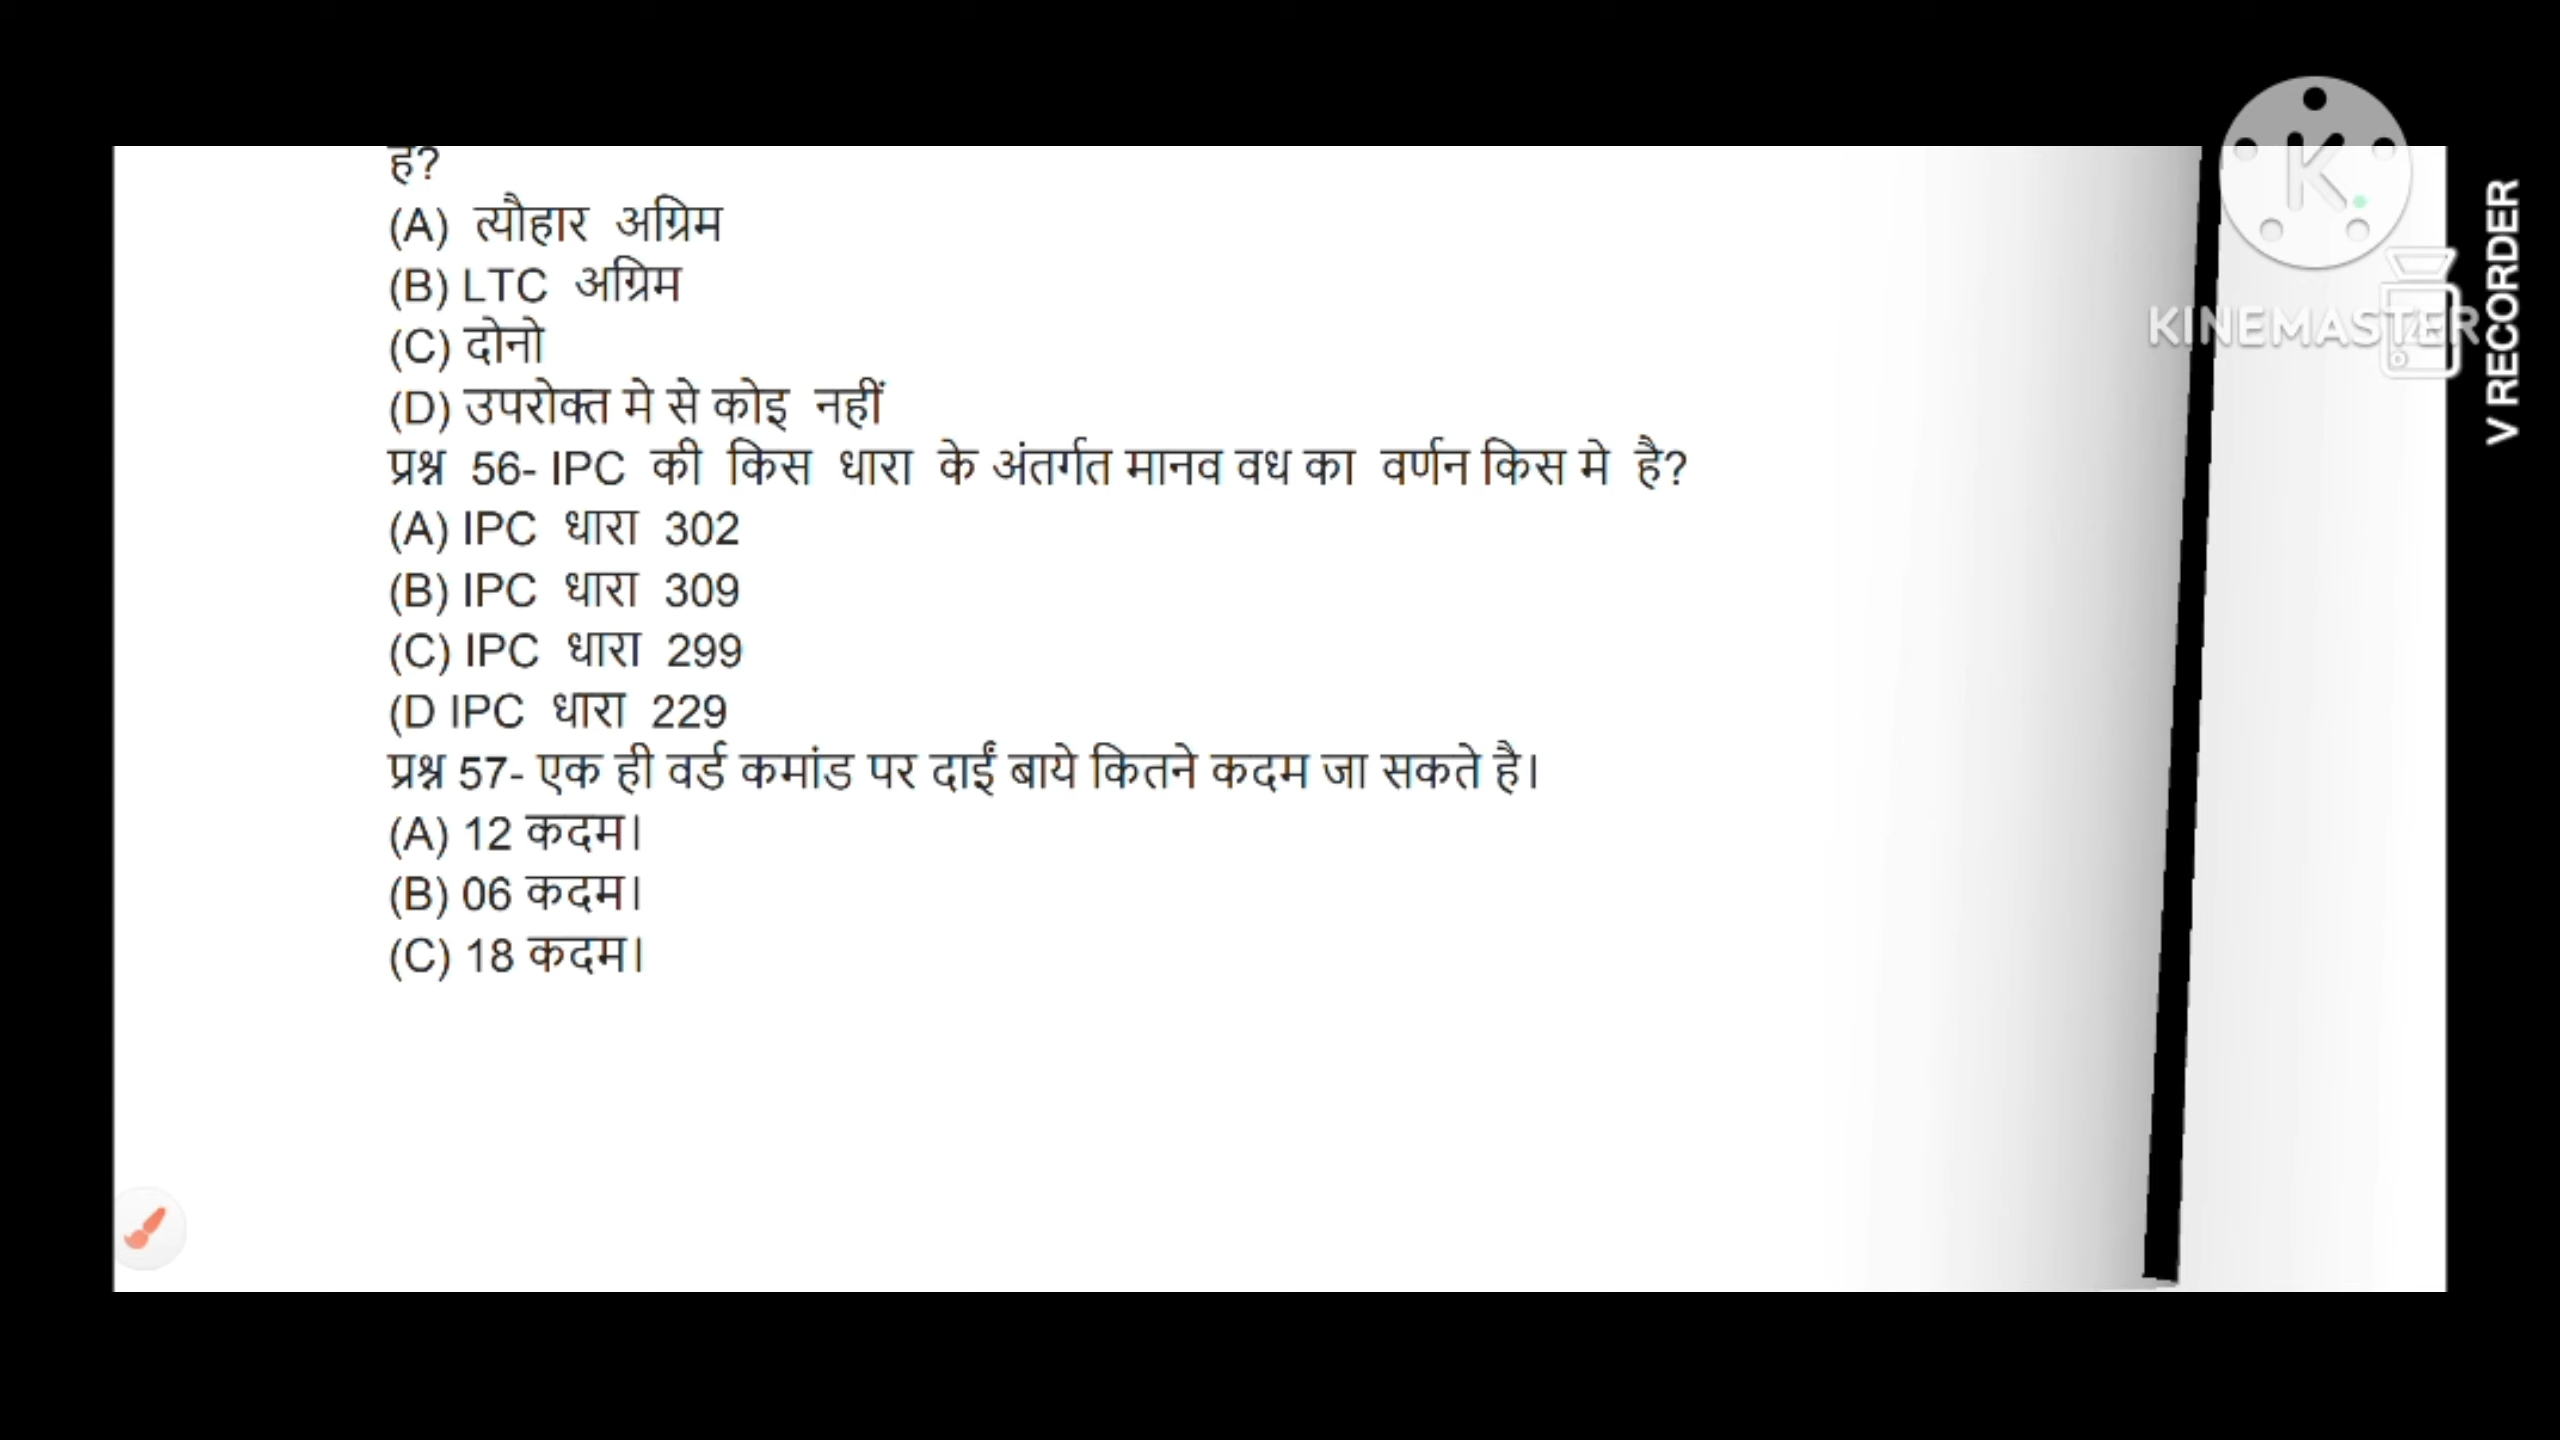 है?
(A) त्यौहार अग्रिम
(B) LTC अग्रिम
(C) दोनो
(D) उपरोक्त मे से कोइ नहीं
प्रश्न 56- IPC की किस धारा के अंतर्गत मानव वध का वर्णन किस मे है?
(A) IPC धारा 302
(B) IPC धारा 309
(C) IPC धारा 299
(D IPC धारा 229
प्रश्न 57- एक ही वर्ड कमांड पर दाईं बाये कितने कदम जा सकते है।
(A) 12 कदम।
(B) 06 कदम।
(C) 18 कदम।
K
KINEMASTER
V RECORDER